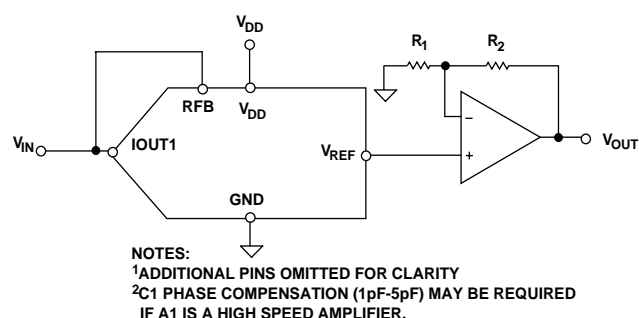 VDD
R1
R2
RFB
VDD
VIN
IOUT1
VREF
−
+
VOUT
GND
NOTES:
1ADDITIONAL PINS OMITTED FOR CLARITY
2C1 PHASE COMPENSATION (1pF-5pF) MAY BE REQUIRED
IF A1 IS A HIGH SPEED AMPLIFIER.